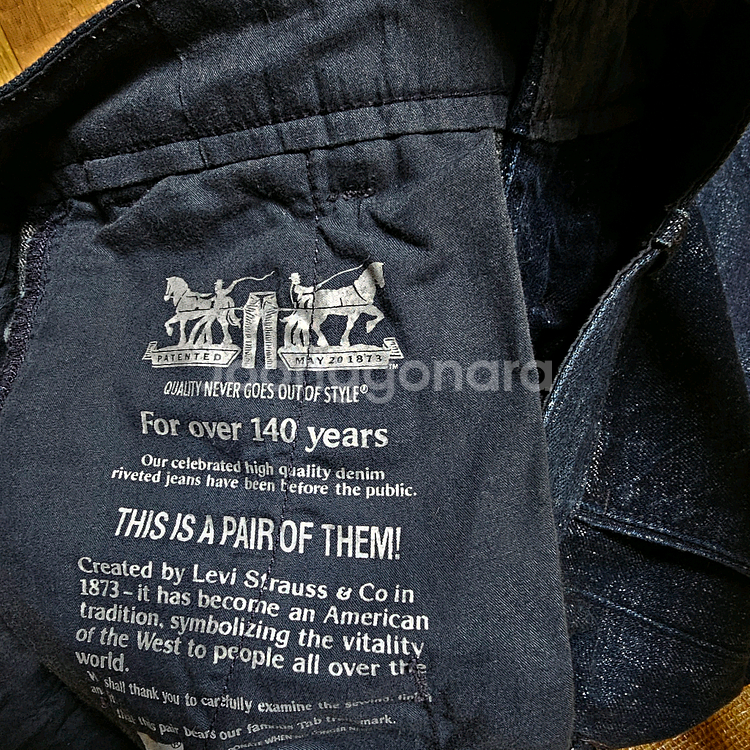 PATENTED MAY 20 1873 ™
QUALITY NEVER GOES OUT OF STYLE®
For over 140 years
Our celebrated high quality denim
riveted jeans have been before the public.
THIS IS A PAIR OF THEM!
Created by Levi Strauss & Co in
1873 – it has become an American
tradition, symbolizing the vitality
of the West to people all over the
world.
shall thank you to carefully examine the sewing, finish
that this pair bears our famous Tab trademark.